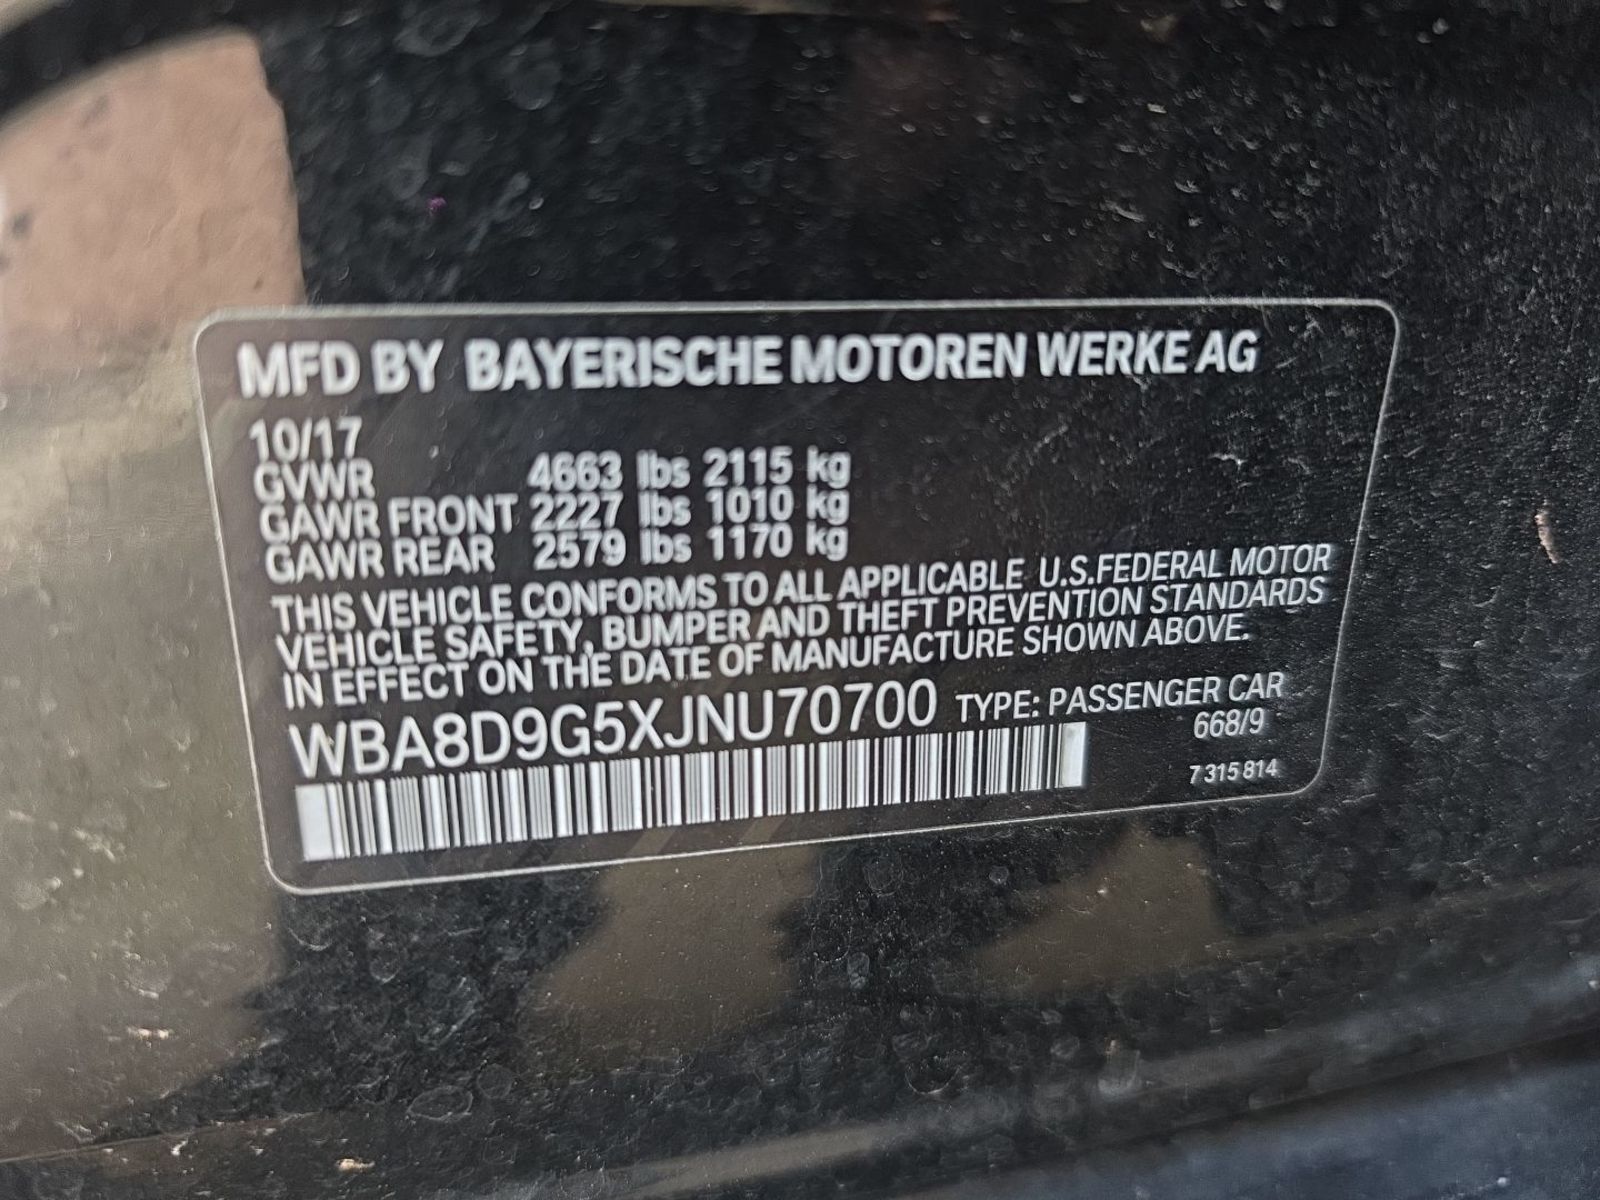 MFD BY BAYERISCHE MOTOREN WERKE AG
10/17
GVWR 4663 lbs 2115 kg
GAWR FRONT 2227 lbs 1010 kg
GAWR REAR 2579 lbs 1170 kg
THIS VEHICLE CONFORMS TO ALL APPLICABLE U.S.FEDERAL MOTOR
VEHICLE SAFETY, BUMPER AND THEFT PREVENTION STANDARDS
IN EFFECT ON THE DATE OF MANUFACTURE SHOWN ABOVE.
WBA8D9G5XJNU70700 TYPE: PASSENGER CAR
668/9
7 315 814